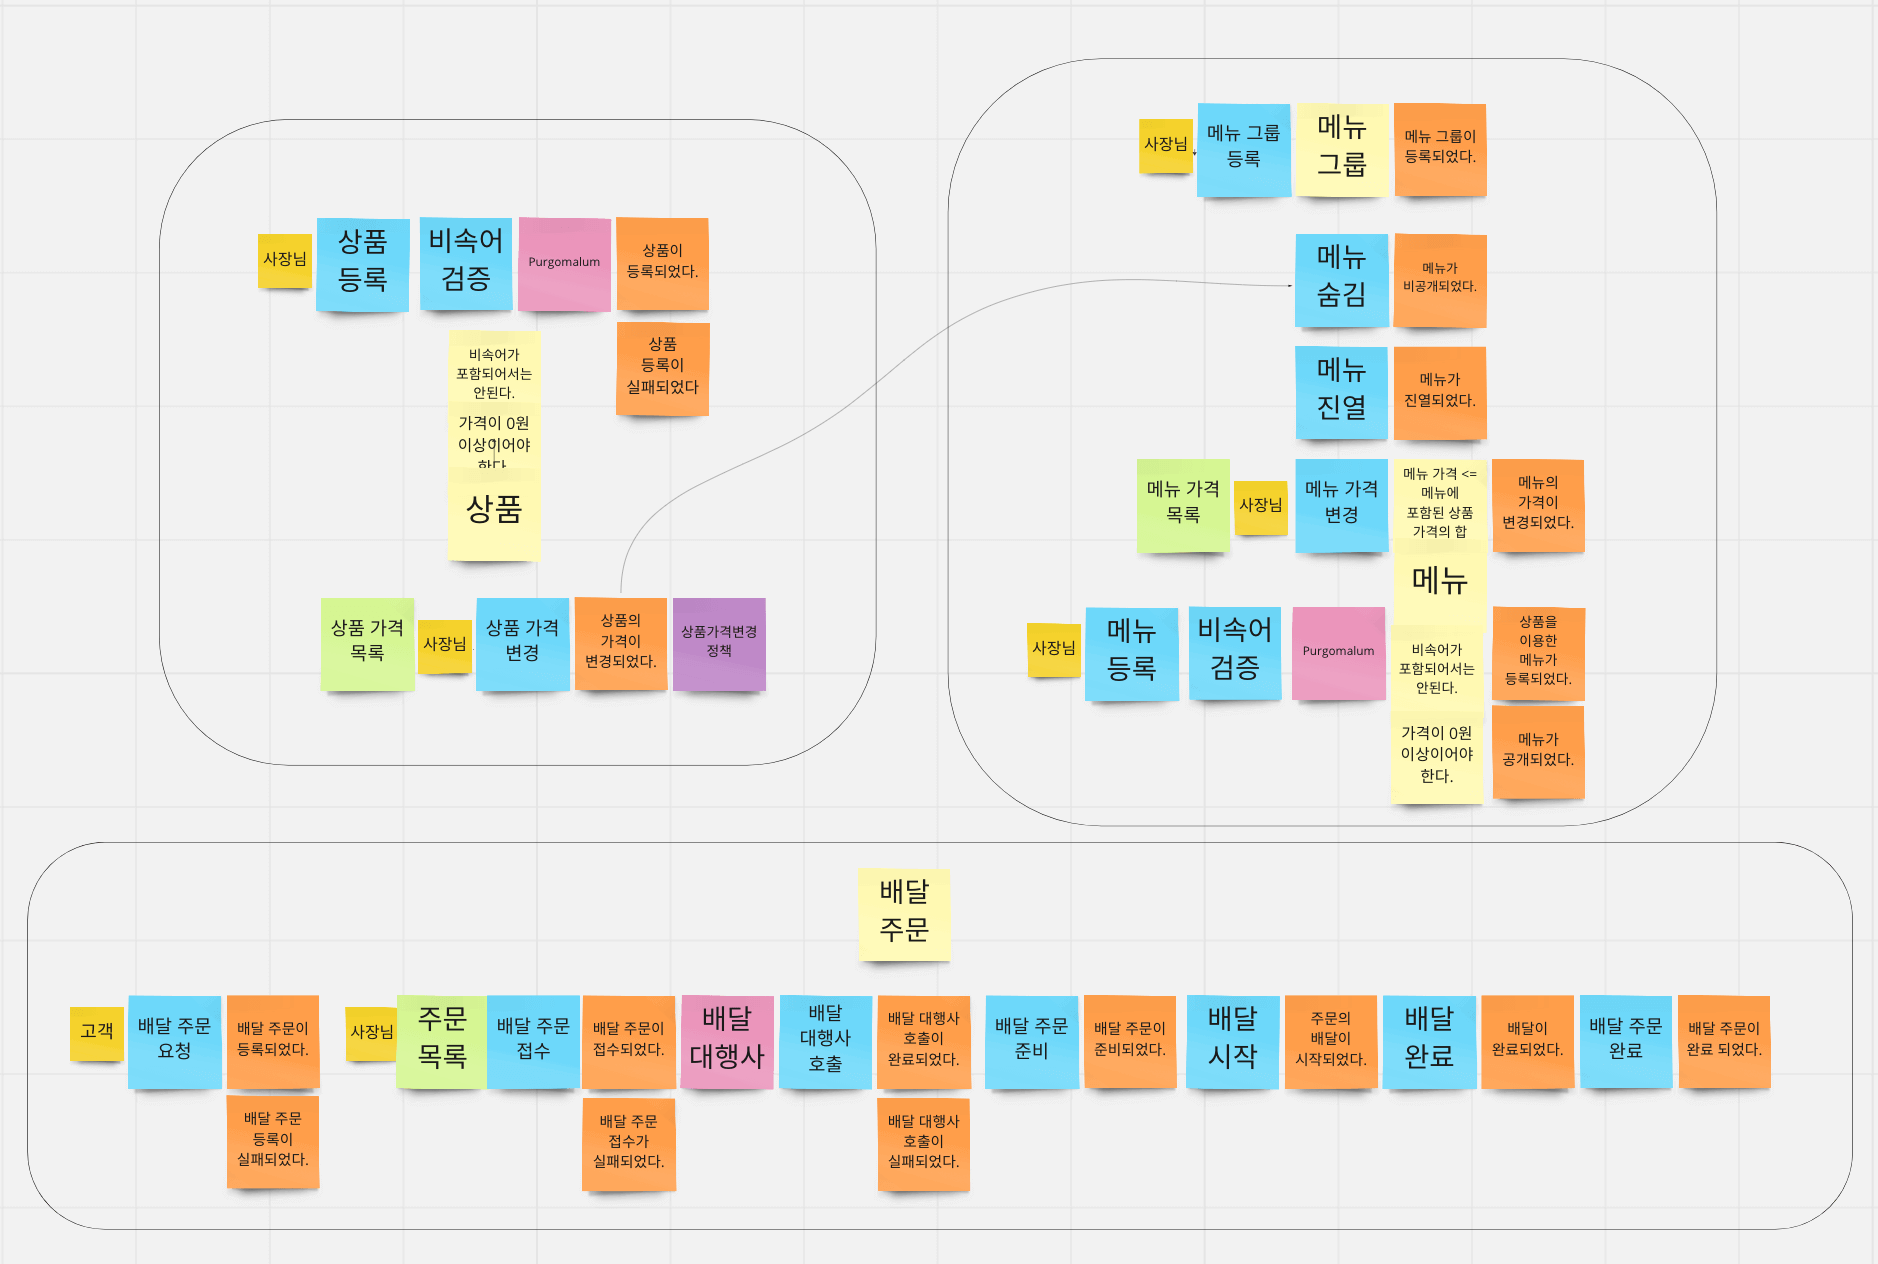 사장님
상품
등록
비속어
검증
Purgomalum
상품이
등록되었다.
상품
등록이
실패되었다
비속어가
포함되어서는
안된다.
가격이 0원
이상이어야
한다
상품
상품 가격
목록
사장님
상품 가격
변경
상품의
가격이
변경되었다.
상품가격변경
정책
사장님
메뉴 그룹
등록
메뉴
그룹
메뉴 그룹이
등록되었다.
메뉴
숨김
메뉴가
비공개되었다.
메뉴
진열
메뉴가
진열되었다.
메뉴 가격
목록
사장님
메뉴 가격
변경
메뉴 가격 <=
메뉴에
포함된 상품
가격의 합
메뉴의
가격이
변경되었다.
메뉴
사장님
메뉴
등록
비속어
검증
Purgomalum
비속어가
포함되어서는
안된다.
상품을
이용한
메뉴가
등록되었다.
가격이 0원
이상이어야
한다.
메뉴가
공개되었다.
배달
주문
고객
배달 주문
요청
배달 주문이
등록되었다.
배달 주문
등록이
실패되었다.
사장님
주문
목록
배달 주문
접수
배달 주문이
접수되었다.
배달 주문
접수가
실패되었다.
배달
대행사
배달
대행사
호출
배달 대행사
호출이
완료되었다.
배달 대행사
호출이
실패되었다.
배달 주문
준비
배달 주문이
준비되었다.
배달
시작
주문의
배달이
시작되었다.
배달
완료
배달이
완료되었다.
배달 주문
완료
배달 주문이
완료 되었다.